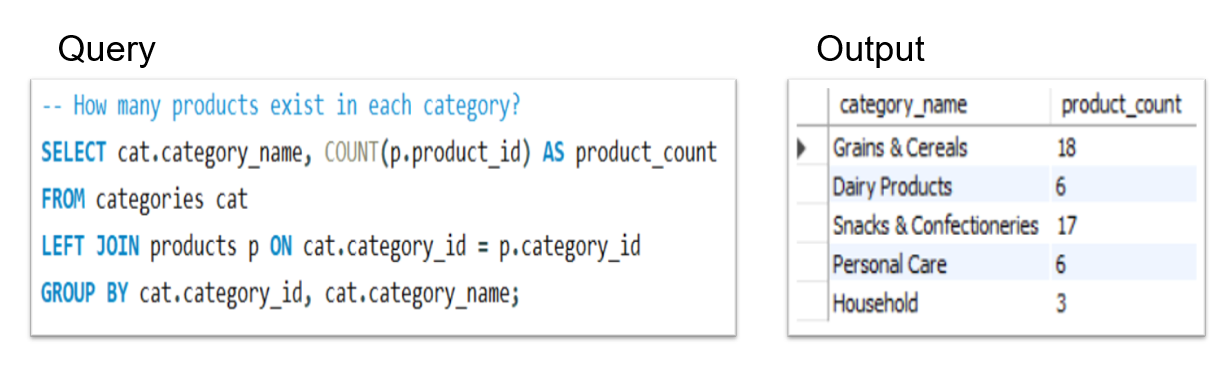 Query
-- How many products exist in each category?
SELECT cat.category_name, COUNT(p.product_id) AS product_count
FROM categories cat
LEFT JOIN products p ON cat.category_id = p.category_id
GROUP BY cat.category_id, cat.category_name;
Output
category_name product_count
Grains & Cereals 18
Dairy Products 6
Snacks & Confectioneries 17
Personal Care 6
Household 3